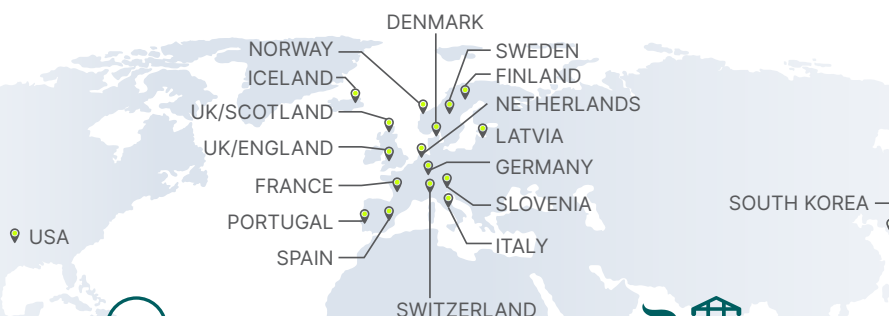 DENMARK
NORWAY
SWEDEN
ICELAND
FINLAND
UK/SCOTLAND
NETHERLANDS
LATVIA
UK/ENGLAND
GERMANY
FRANCE
SLOVENIA
SOUTH KOREA
PORTUGAL
USA
ITALY
SPAIN
SWITZERLAND